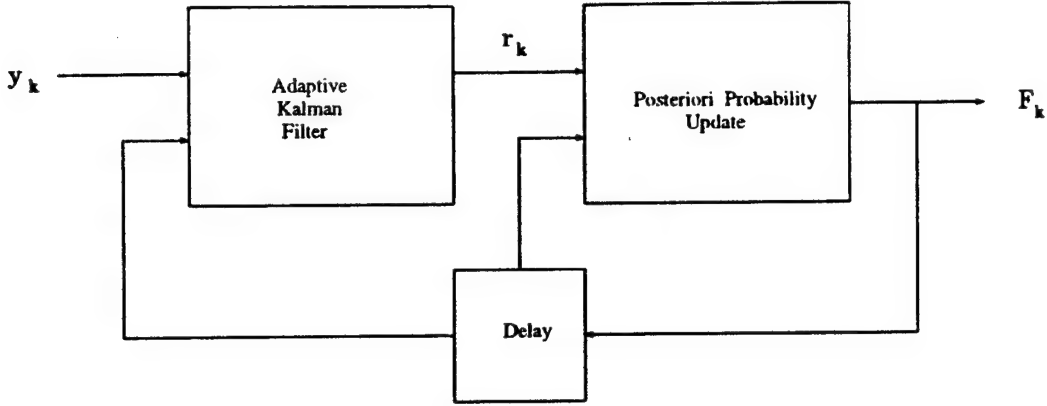 y k
Adaptive
Kalman
Filter
r k
Posteriori Probability
Update
F k
Delay